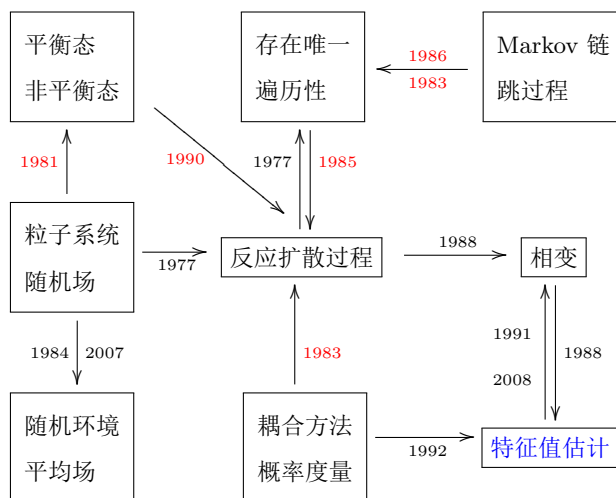 平衡态
非平衡态
存在唯一
遍历性
1986
1983
Markov 链
跳过程
1981
1990
1977
1985
粒子系统
随机场
1977
反应扩散过程
1988
相变
1984
2007
1983
1991
2008
1988
随机环境
平均场
耦合方法
概率度量
1992
特征值估计